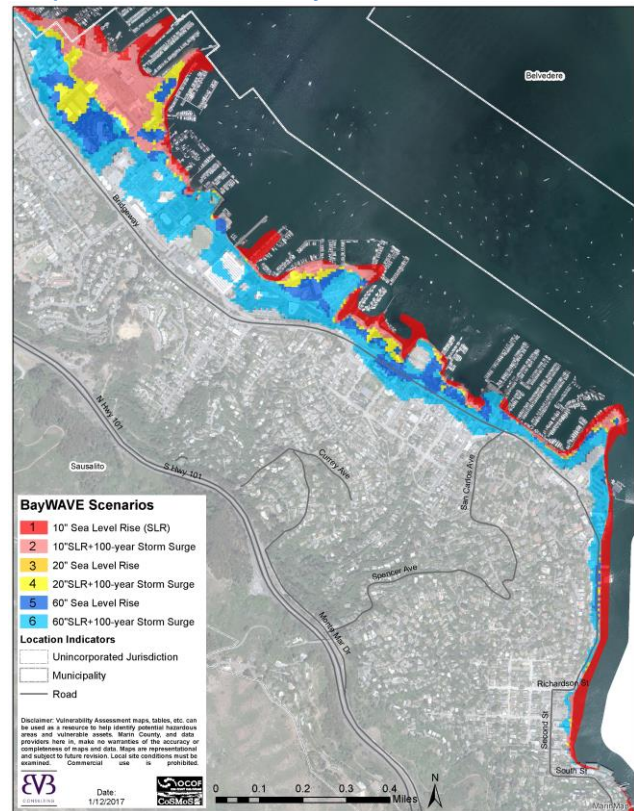 Belvedere
Bridgeway
N Hwy 101
S Hwy 101
Sausalito
Currey Ave
San Carlos Ave
Spencer Ave
Monte Mar Dr
Richardson St
Second St
South St
BayWAVE Scenarios
1 10" Sea Level Rise (SLR)
2 10"SLR+100-year Storm Surge
3 20" Sea Level Rise
4 20"SLR+100-year Storm Surge
5 60" Sea Level Rise
6 60"SLR+100-year Storm Surge
Location Indicators
Unincorporated Jurisdiction
Municipality
Road
Disclaimer: Vulnerability Assessment maps, tables, etc. can
be used as a resource to help identify potential hazardous
areas and vulnerable assets. Marin County, and data
providers here in, make no warranties of the accuracy or
completeness of maps and data. Maps are representational
and subject to future revision. Local site conditions must be
examined. Commercial use is prohibited.
BVB
CONSULTING
Date:
1/12/2017
OCOF
CoSMoS
0 0.1 0.2 0.3 0.4
Miles
N